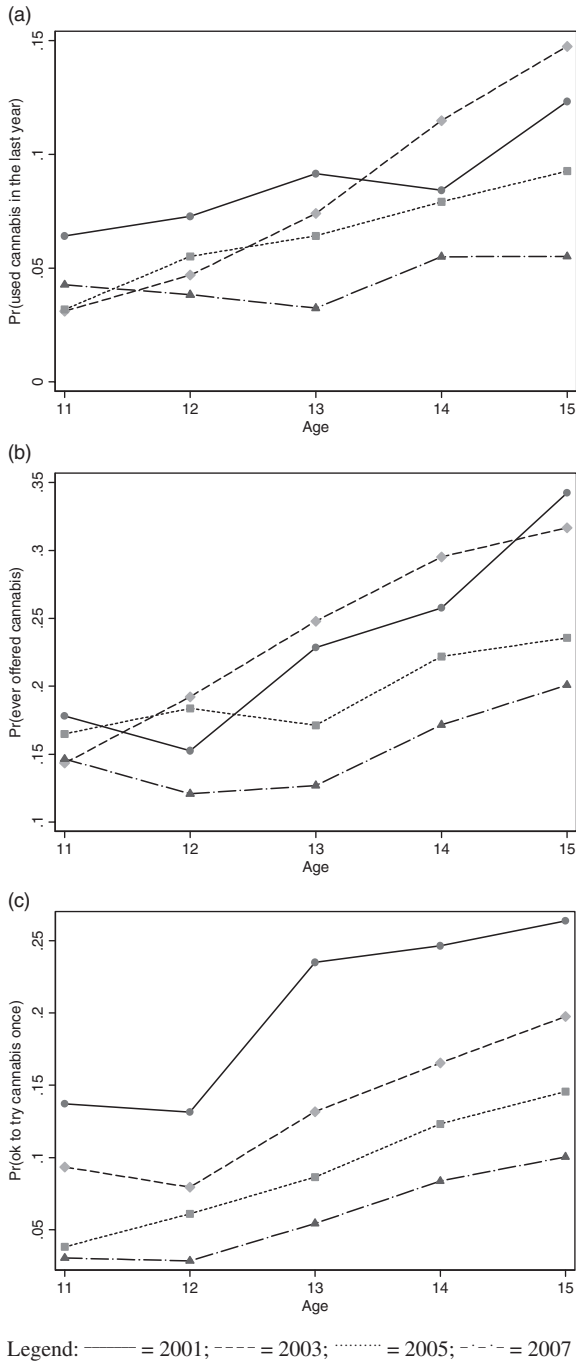 (a)
.15
.1
.05
0
Pr(used cannabis in the last year)
11 12 13 14 15
Age
(b)
.35
.3
.25
.2
.15
.1
Pr(ever offered cannabis)
11 12 13 14 15
Age
(c)
.25
.2
.15
.1
.05
Pr(ok to try cannabis once)
11 12 13 14 15
Age
Legend: = 2001; = 2003; = 2005; = 2007